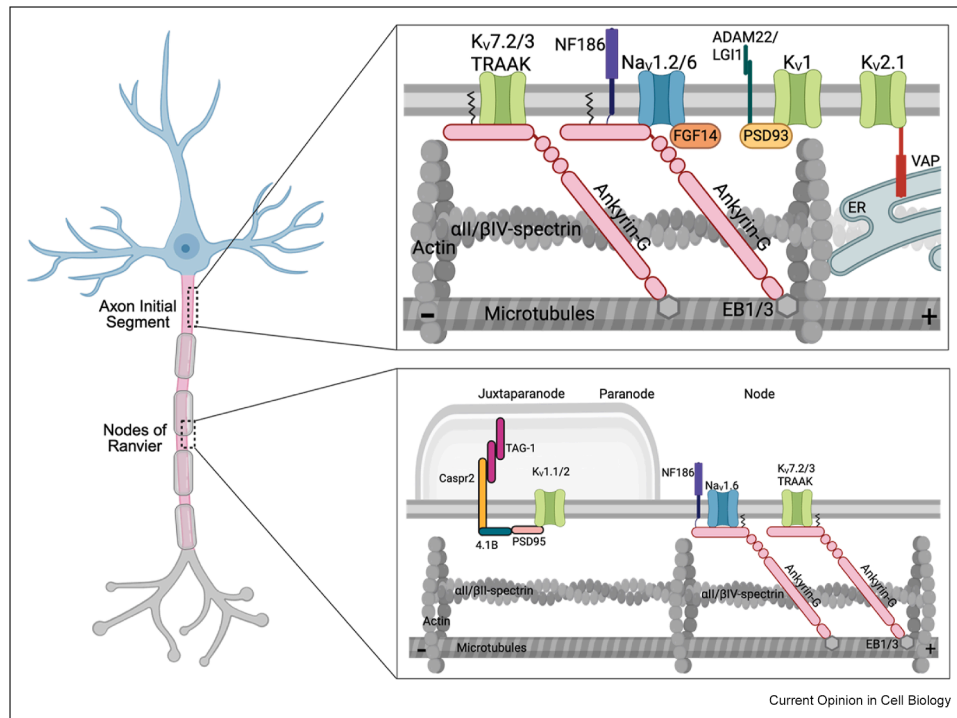 Axon Initial
Segment
Nodes of
Ranvier
Kv7.2/3
TRAAK
NF186
Nav1.2/6
ADAM22/
LGI1
Kv1
Kv2.1
FGF14
PSD93
VAP
ER
αII/βIV-spectrin
Actin
Ankyrin-G
Ankyrin-G
EB1/3
-
Microtubules
+
Juxtaparanode
Paranode
Node
TAG-1
Caspr2
Kv1.1/2
4.1B
PSD95
NF186
Nav1.6
Kv7.2/3
TRAAK
αII/βII-spectrin
αII/βIV-spectrin
Ankyrin-G
Ankyrin-G
Actin
EB1/3
-
Microtubules
+
Current Opinion in Cell Biology